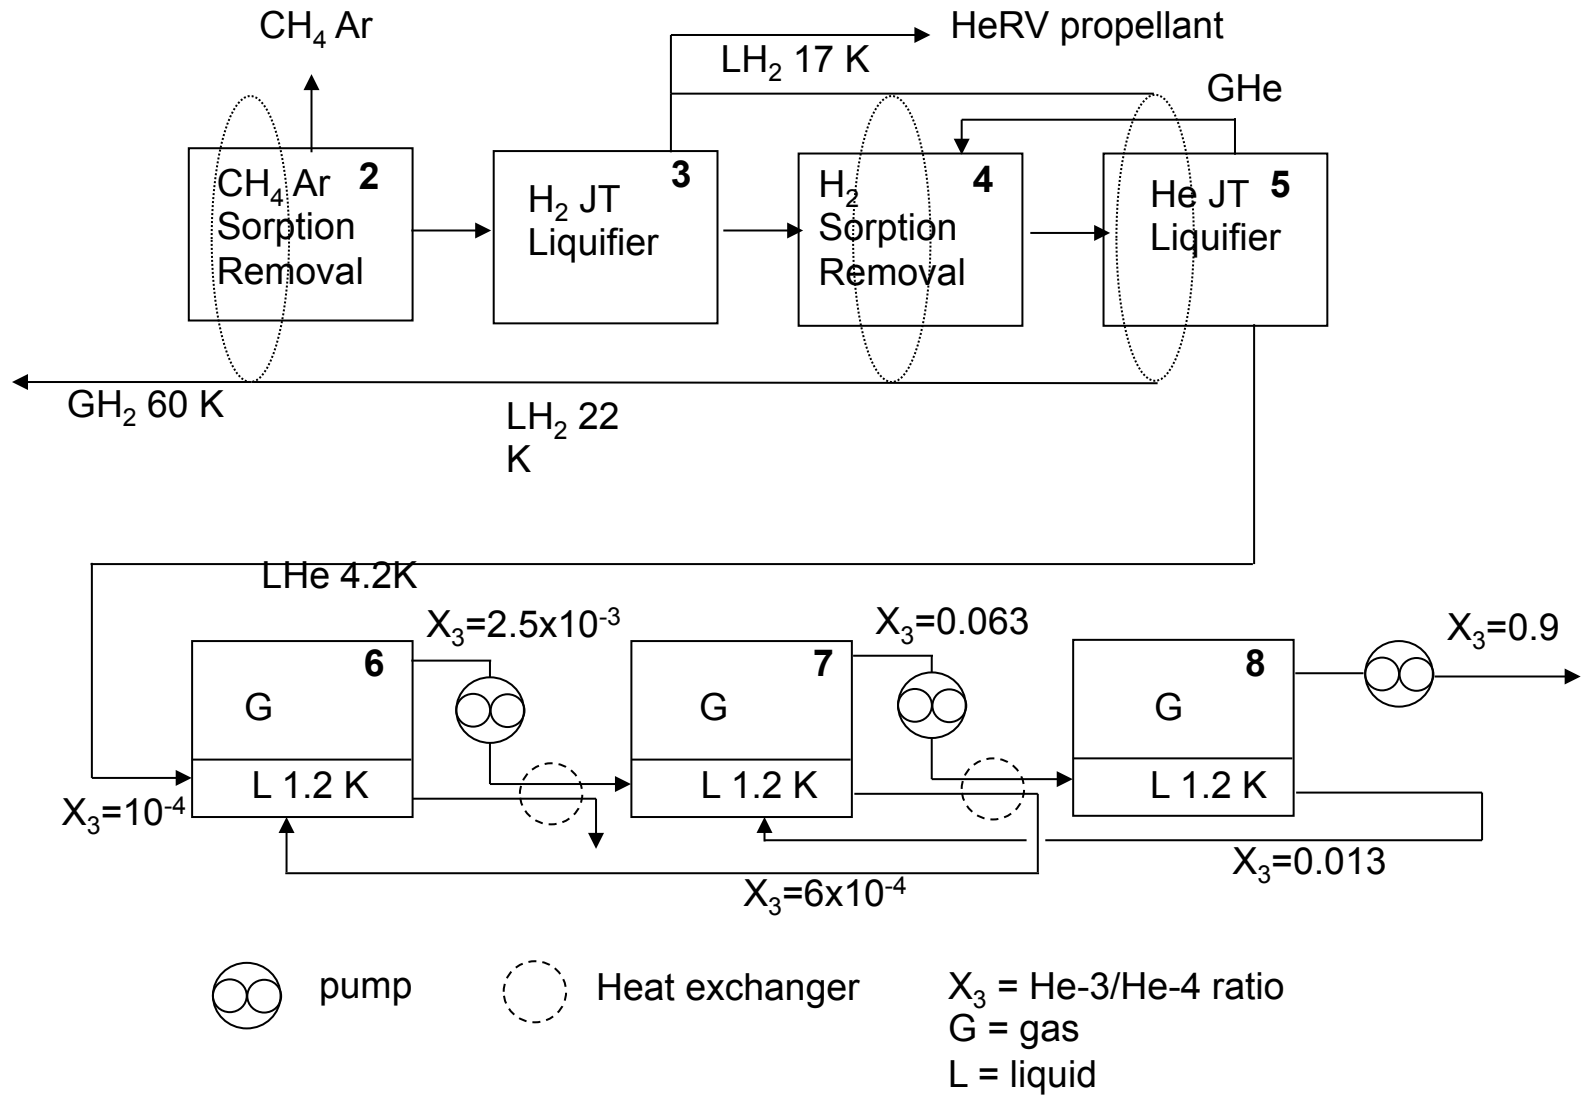 CH₄ Ar
HeRV propellant
LH₂ 17 K
GHe
CH₄ Ar 2
Sorption
Removal
3
H₂ JT
Liquifier
H₂ 4
Sorption
Removal
He JT 5
Liquifier
GH₂ 60 K
LH₂ 22
K
LHe 4.2K
X₃=2.5x10⁻³
X₃=0.063
X₃=0.9
6
G
L 1.2 K
7
G
L 1.2 K
8
G
L 1.2 K
X₃=10⁻⁴
X₃=0.013
X₃=6x10⁻⁴
pump
Heat exchanger
X₃ = He-3/He-4 ratio
G = gas
L = liquid